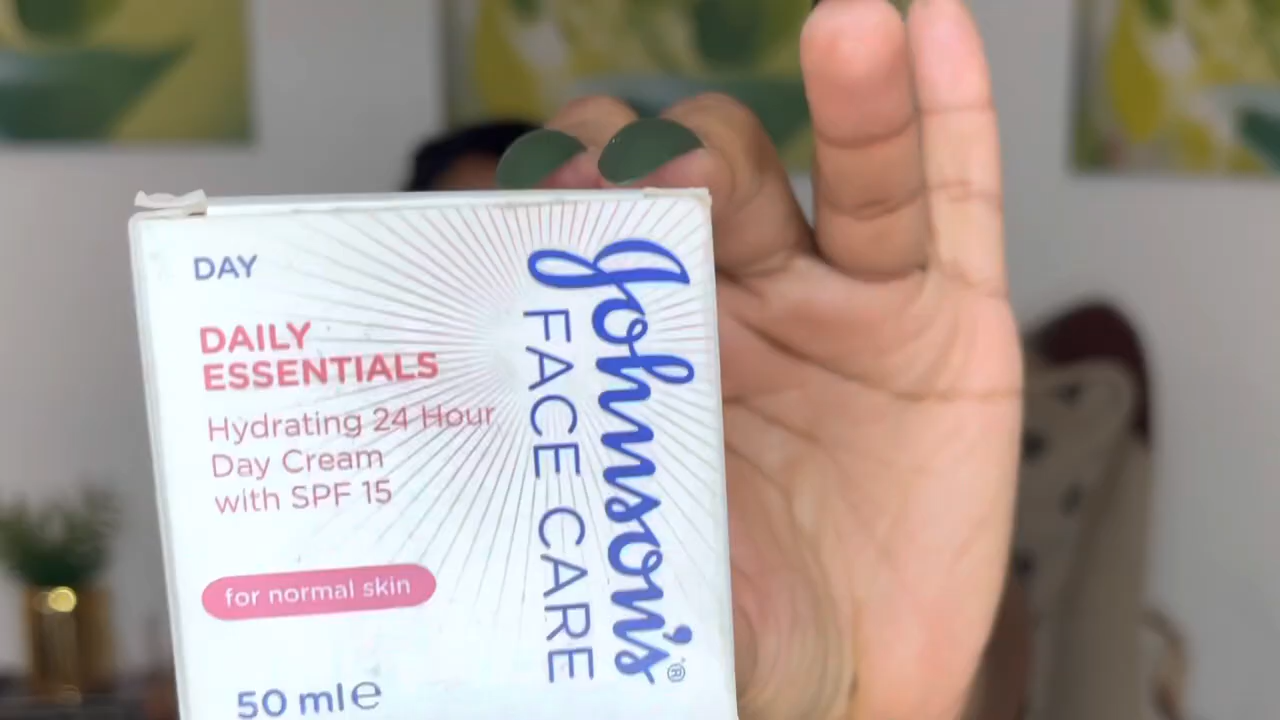 DAY
DAILY
ESSENTIALS
Hydrating 24 Hour
Day Cream
with SPF 15
for normal skin
50 ml℮
Johnson's®
FACE CARE